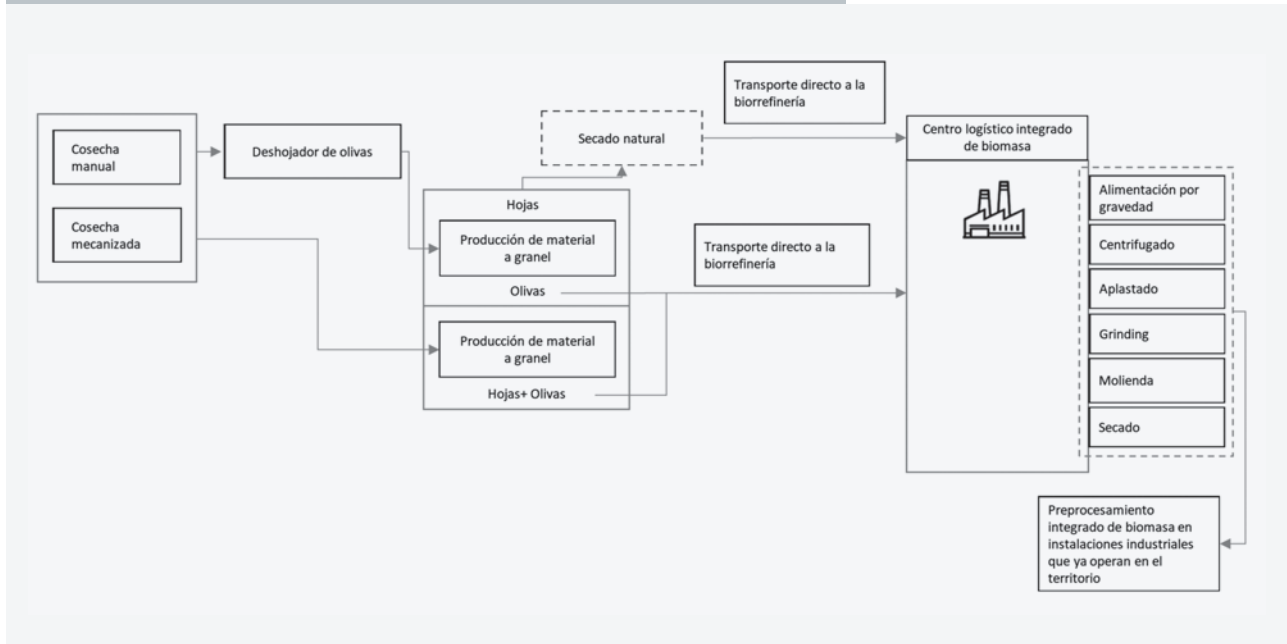 Cosecha
manual
Cosecha
mecanizada
Deshojador de olivas
Hojas
Producción de material
a granel
Olivas
Producción de material
a granel
Hojas+ Olivas
Secado natural
Transporte directo a la
biorrefinería
Transporte directo a la
biorrefinería
Centro logístico integrado
de biomasa
Alimentación por
gravedad
Centrifugado
Aplastado
Grinding
Molienda
Secado
Preprocesamiento
integrado de biomasa en
instalaciones industriales
que ya operan en el
territorio